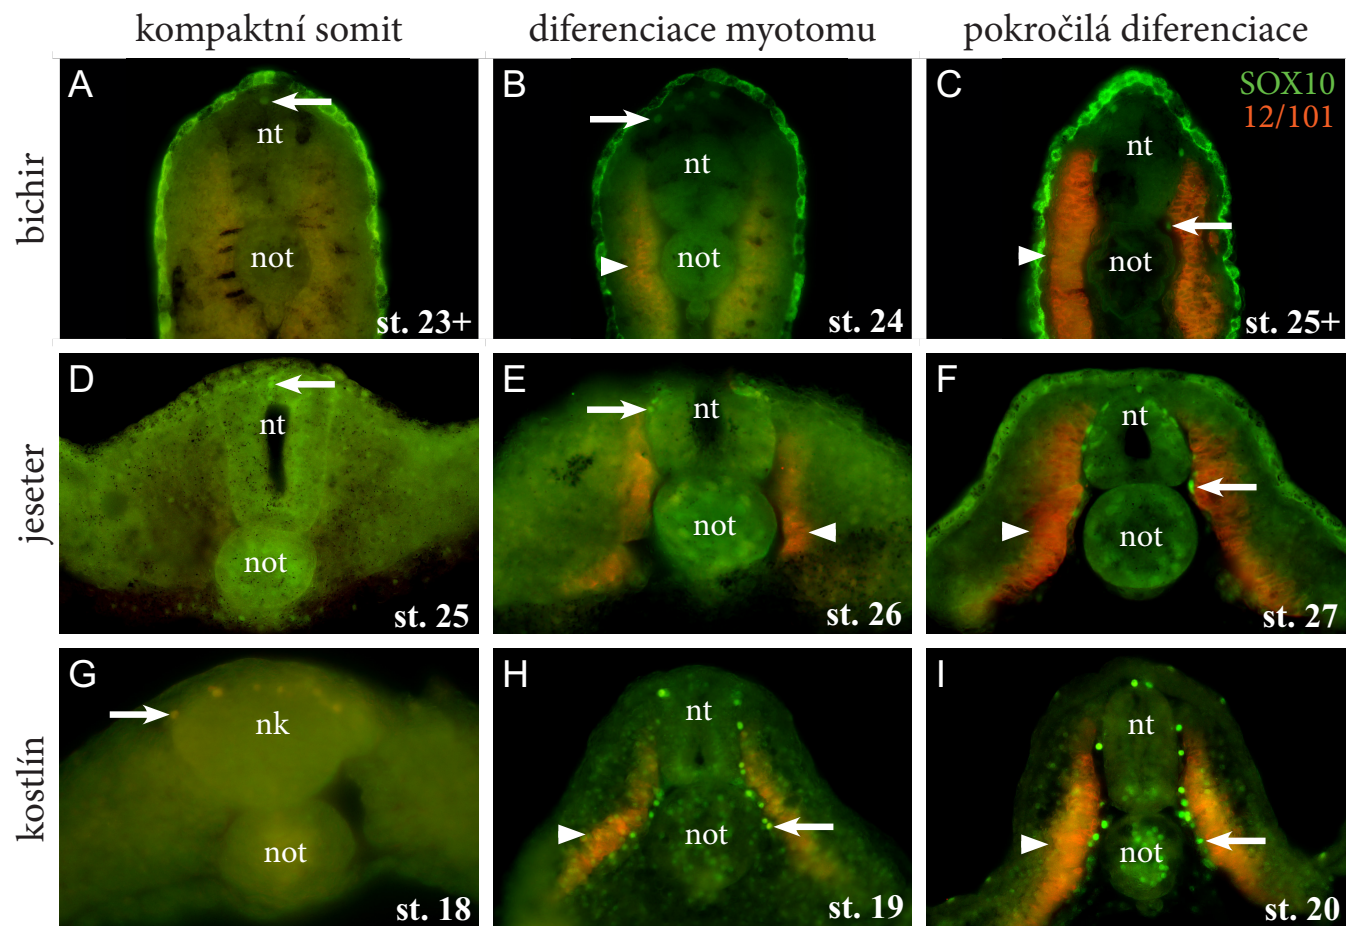 kompaktní somit
diferenciace myotomu
pokročilá diferenciace
bichir
A
nt
not
st. 23+
B
nt
not
st. 24
C
SOX10
12/101
nt
not
st. 25+
jeseter
D
nt
not
st. 25
E
nt
not
st. 26
F
nt
not
st. 27
kostlín
G
nk
not
st. 18
H
nt
not
st. 19
I
nt
not
st. 20